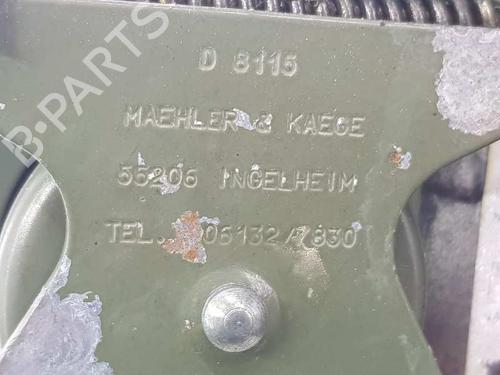 D 8115
MAEHLER & KAEGE
55206 INGELHEIM
TEL. 06132/7830
B-PARTS